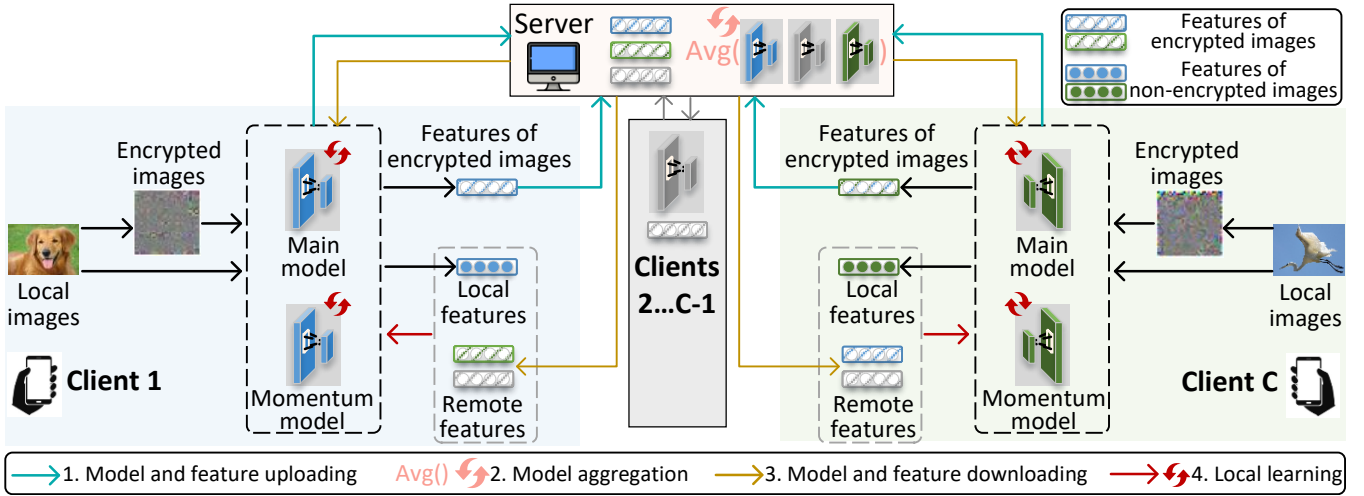 Server
Avg( )
Features of
encrypted images
Features of
non-encrypted images
Encrypted
images
Local
images
Client 1
Main
model
Momentum
model
Features of
encrypted images
Local
features
Remote
features
Clients
2...C-1
Features of
encrypted images
Local
features
Remote
features
Main
model
Momentum
model
Encrypted
images
Local
images
Client C
1. Model and feature uploading
Avg() 2. Model aggregation
3. Model and feature downloading
4. Local learning